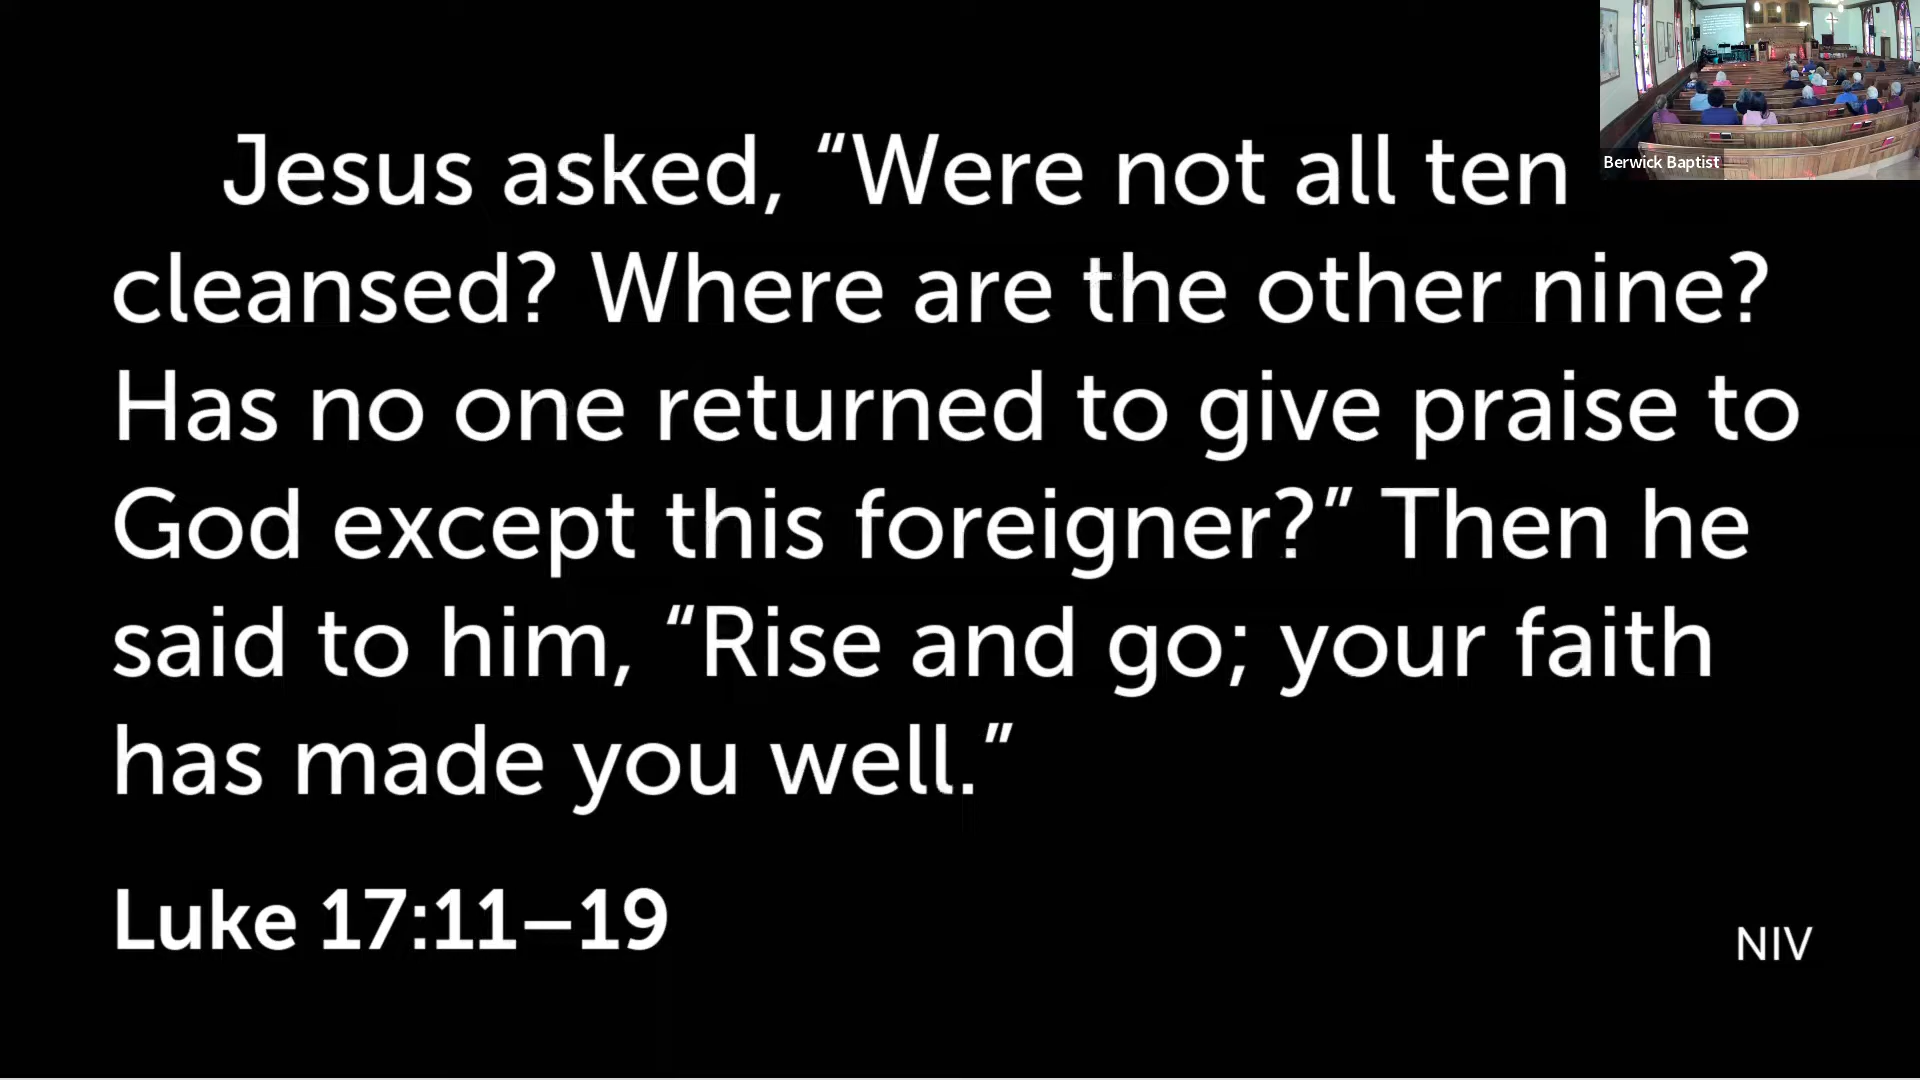 Jesus asked, “Were not all ten
cleansed? Where are the other nine?
Has no one returned to give praise to
God except this foreigner?” Then he
said to him, “Rise and go; your faith
has made you well.”
Luke 17:11–19
NIV
Berwick Baptist